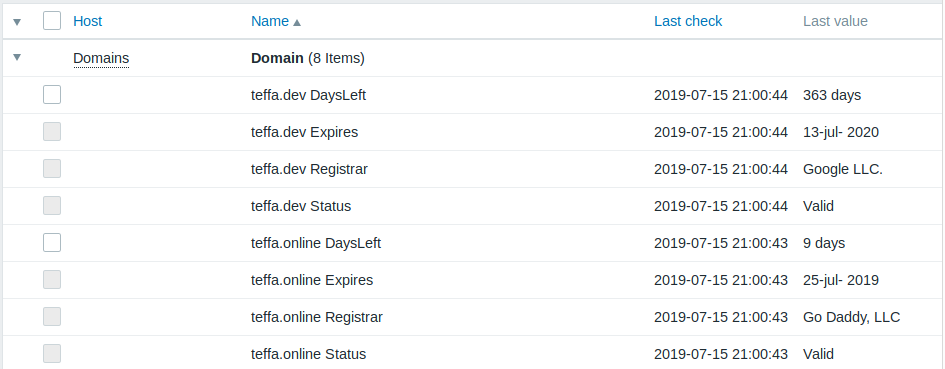 Host Name Last check Last value
Domains Domain (8 Items)
teffa.dev DaysLeft 2019-07-15 21:00:44 363 days
teffa.dev Expires 2019-07-15 21:00:44 13-jul- 2020
teffa.dev Registrar 2019-07-15 21:00:44 Google LLC.
teffa.dev Status 2019-07-15 21:00:44 Valid
teffa.online DaysLeft 2019-07-15 21:00:43 9 days
teffa.online Expires 2019-07-15 21:00:43 25-jul- 2019
teffa.online Registrar 2019-07-15 21:00:43 Go Daddy, LLC
teffa.online Status 2019-07-15 21:00:43 Valid